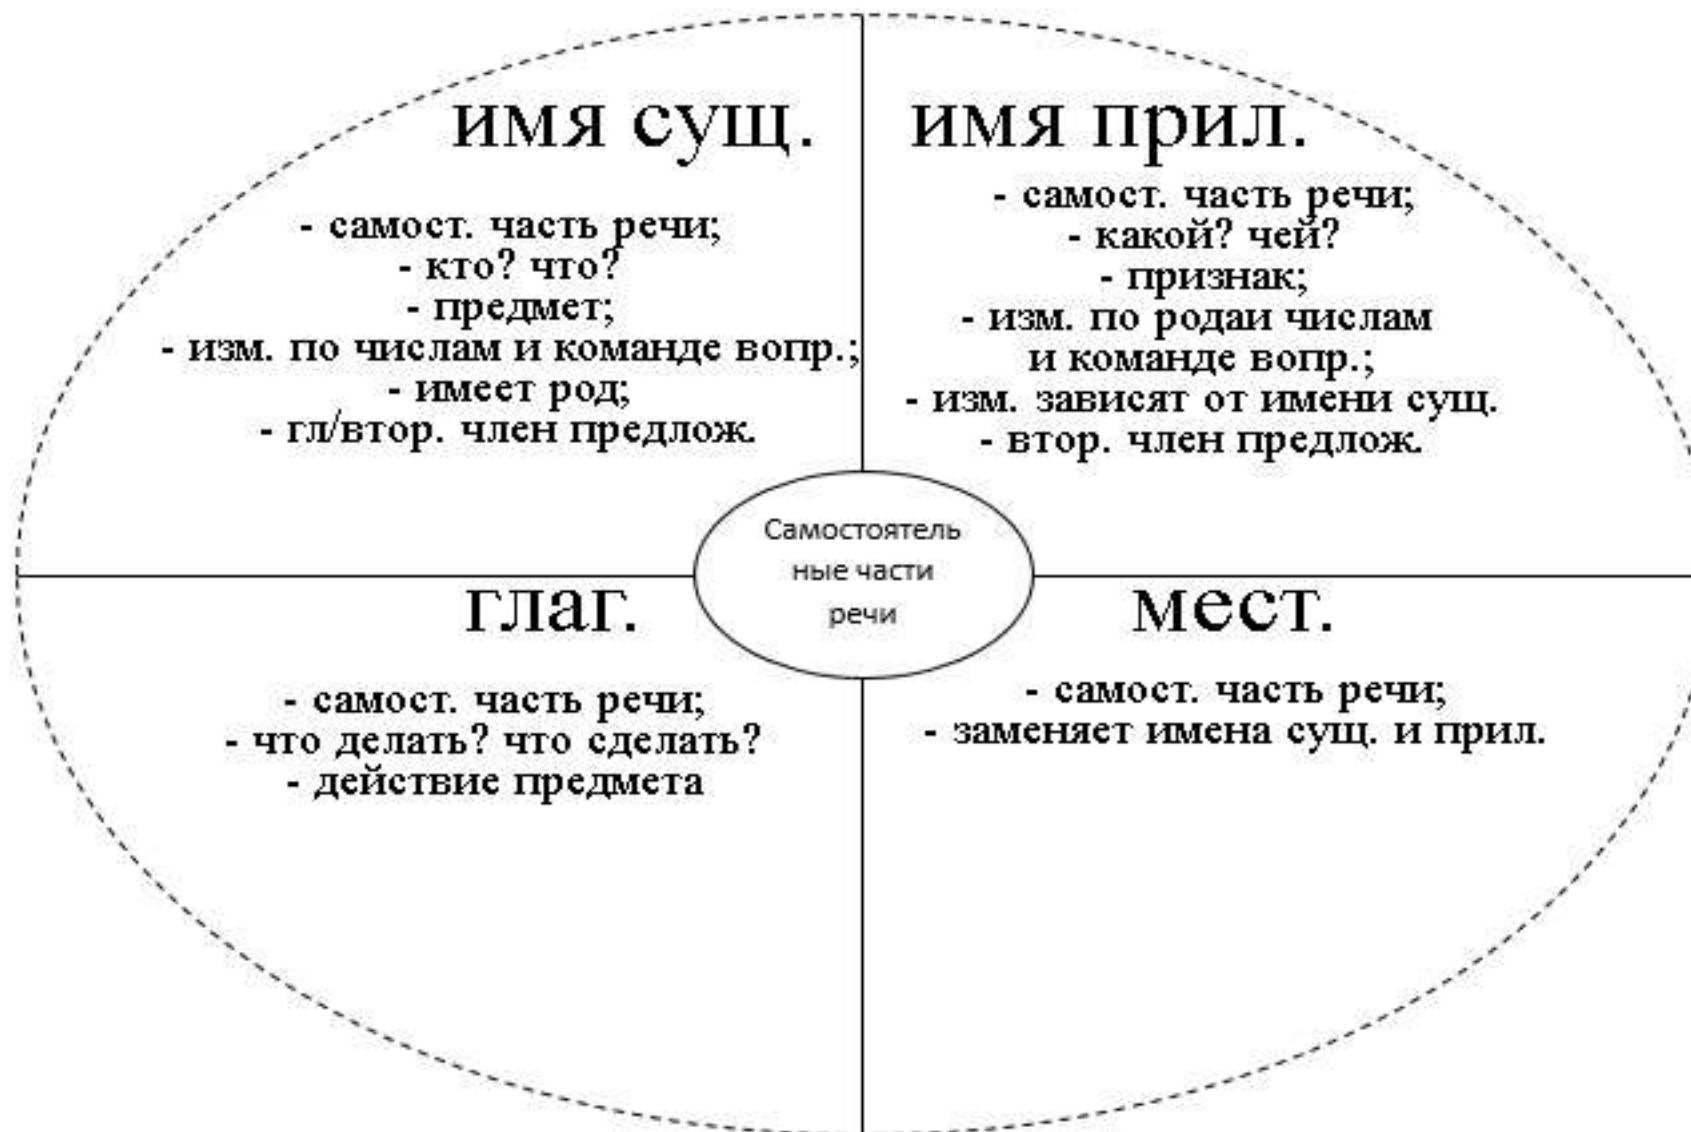 имя сущ.
- самост. часть речи;
- кто? что?
- предмет;
- изм. по числам и команде вопр.;
- имеет род;
- гл/втор. член предлож.
имя прил.
- самост. часть речи;
- какой? чей?
- признак;
- изм. по родаи числам
и команде вопр.;
- изм. зависят от имени сущ.
- втор. член предлож.
Самостоятель
ные части
речи
глаг.
- самост. часть речи;
- что делать? что сделать?
- действие предмета
мест.
- самост. часть речи;
- заменяет имена сущ. и прил.